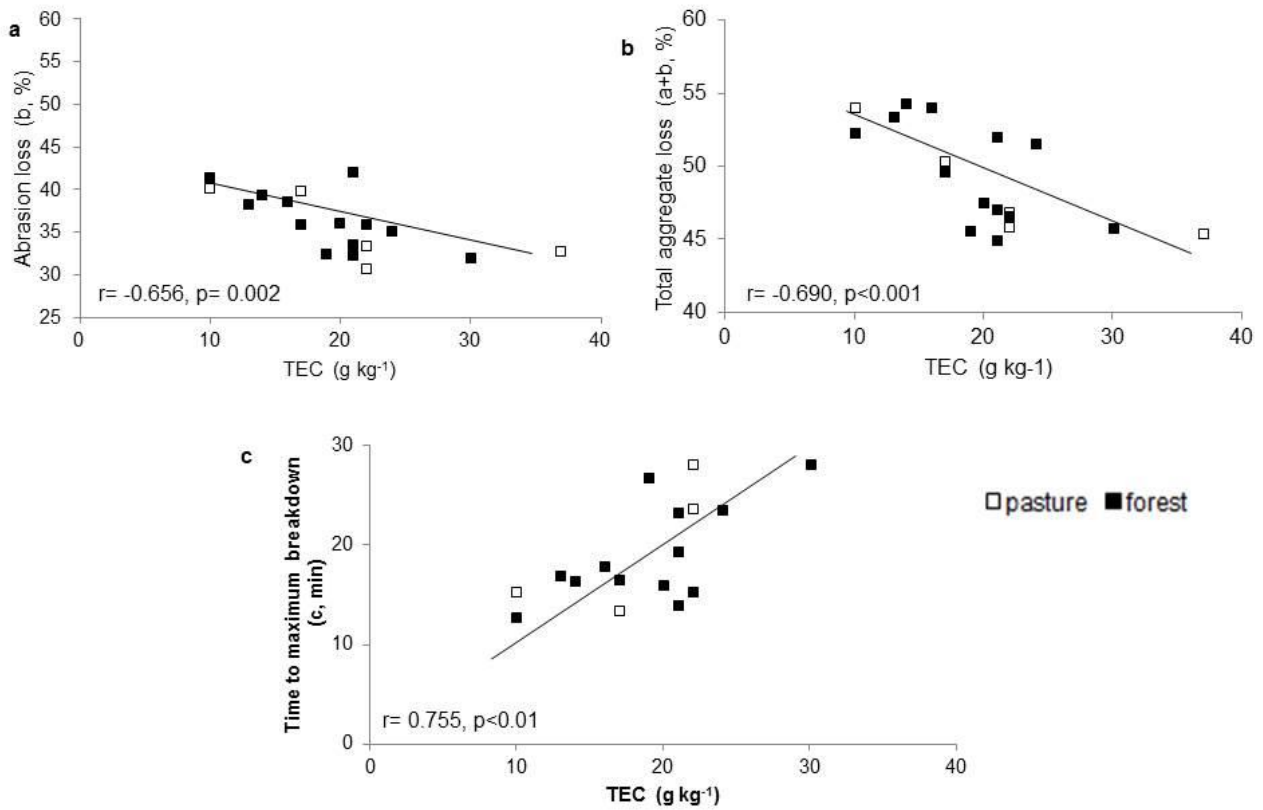 a
60
55
50
45
40
35
30
25
Abrasion loss (b, %)
r= -0.656, p= 0.002
0 10 20 30 40
TEC (g kg⁻¹)
b
60
55
50
45
40
Total aggregate loss (a+b, %)
r= -0.690, p<0.001
0 10 20 30 40
TEC (g kg-1)
c
30
20
10
0
Time to maximum breakdown
(c, min)
r= 0.755, p<0.01
0 10 20 30 40
TEC (g kg⁻¹)
pasture forest